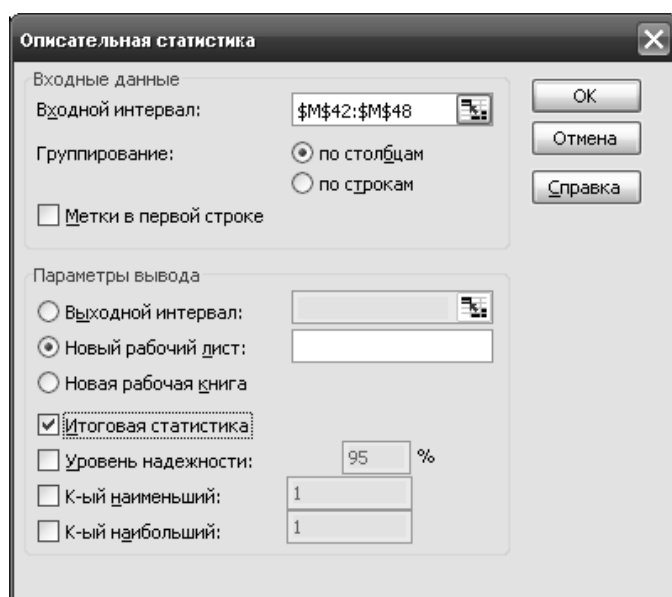 Описательная статистика
Входные данные
Входной интервал: $M$42:$M$48
Группирование: по столбцам
по строкам
Метки в первой строке
OK
Отмена
Справка
Параметры вывода
Выходной интервал:
Новый рабочий лист:
Новая рабочая книга
Итоговая статистика
Уровень надежности: 95 %
К-ый наименьший: 1
К-ый наибольший: 1